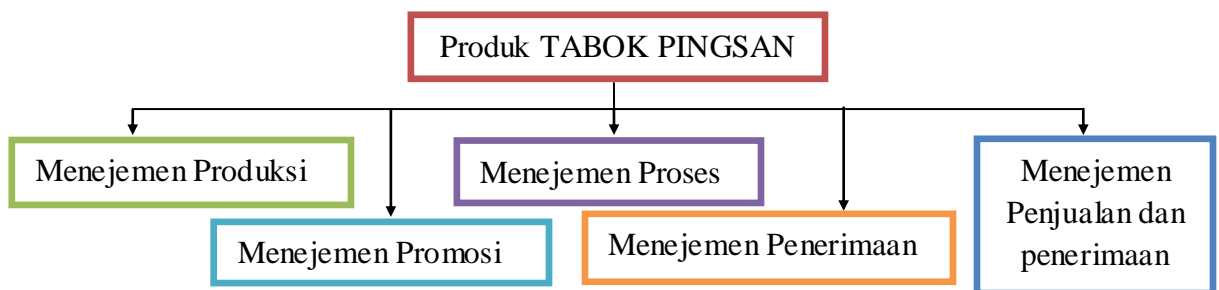 Produk TABOK PINGSAN
Menejemen Produksi
Menejemen Promosi
Menejemen Proses
Menejemen Penerimaan
Menejemen
Penjualan dan
penerimaan